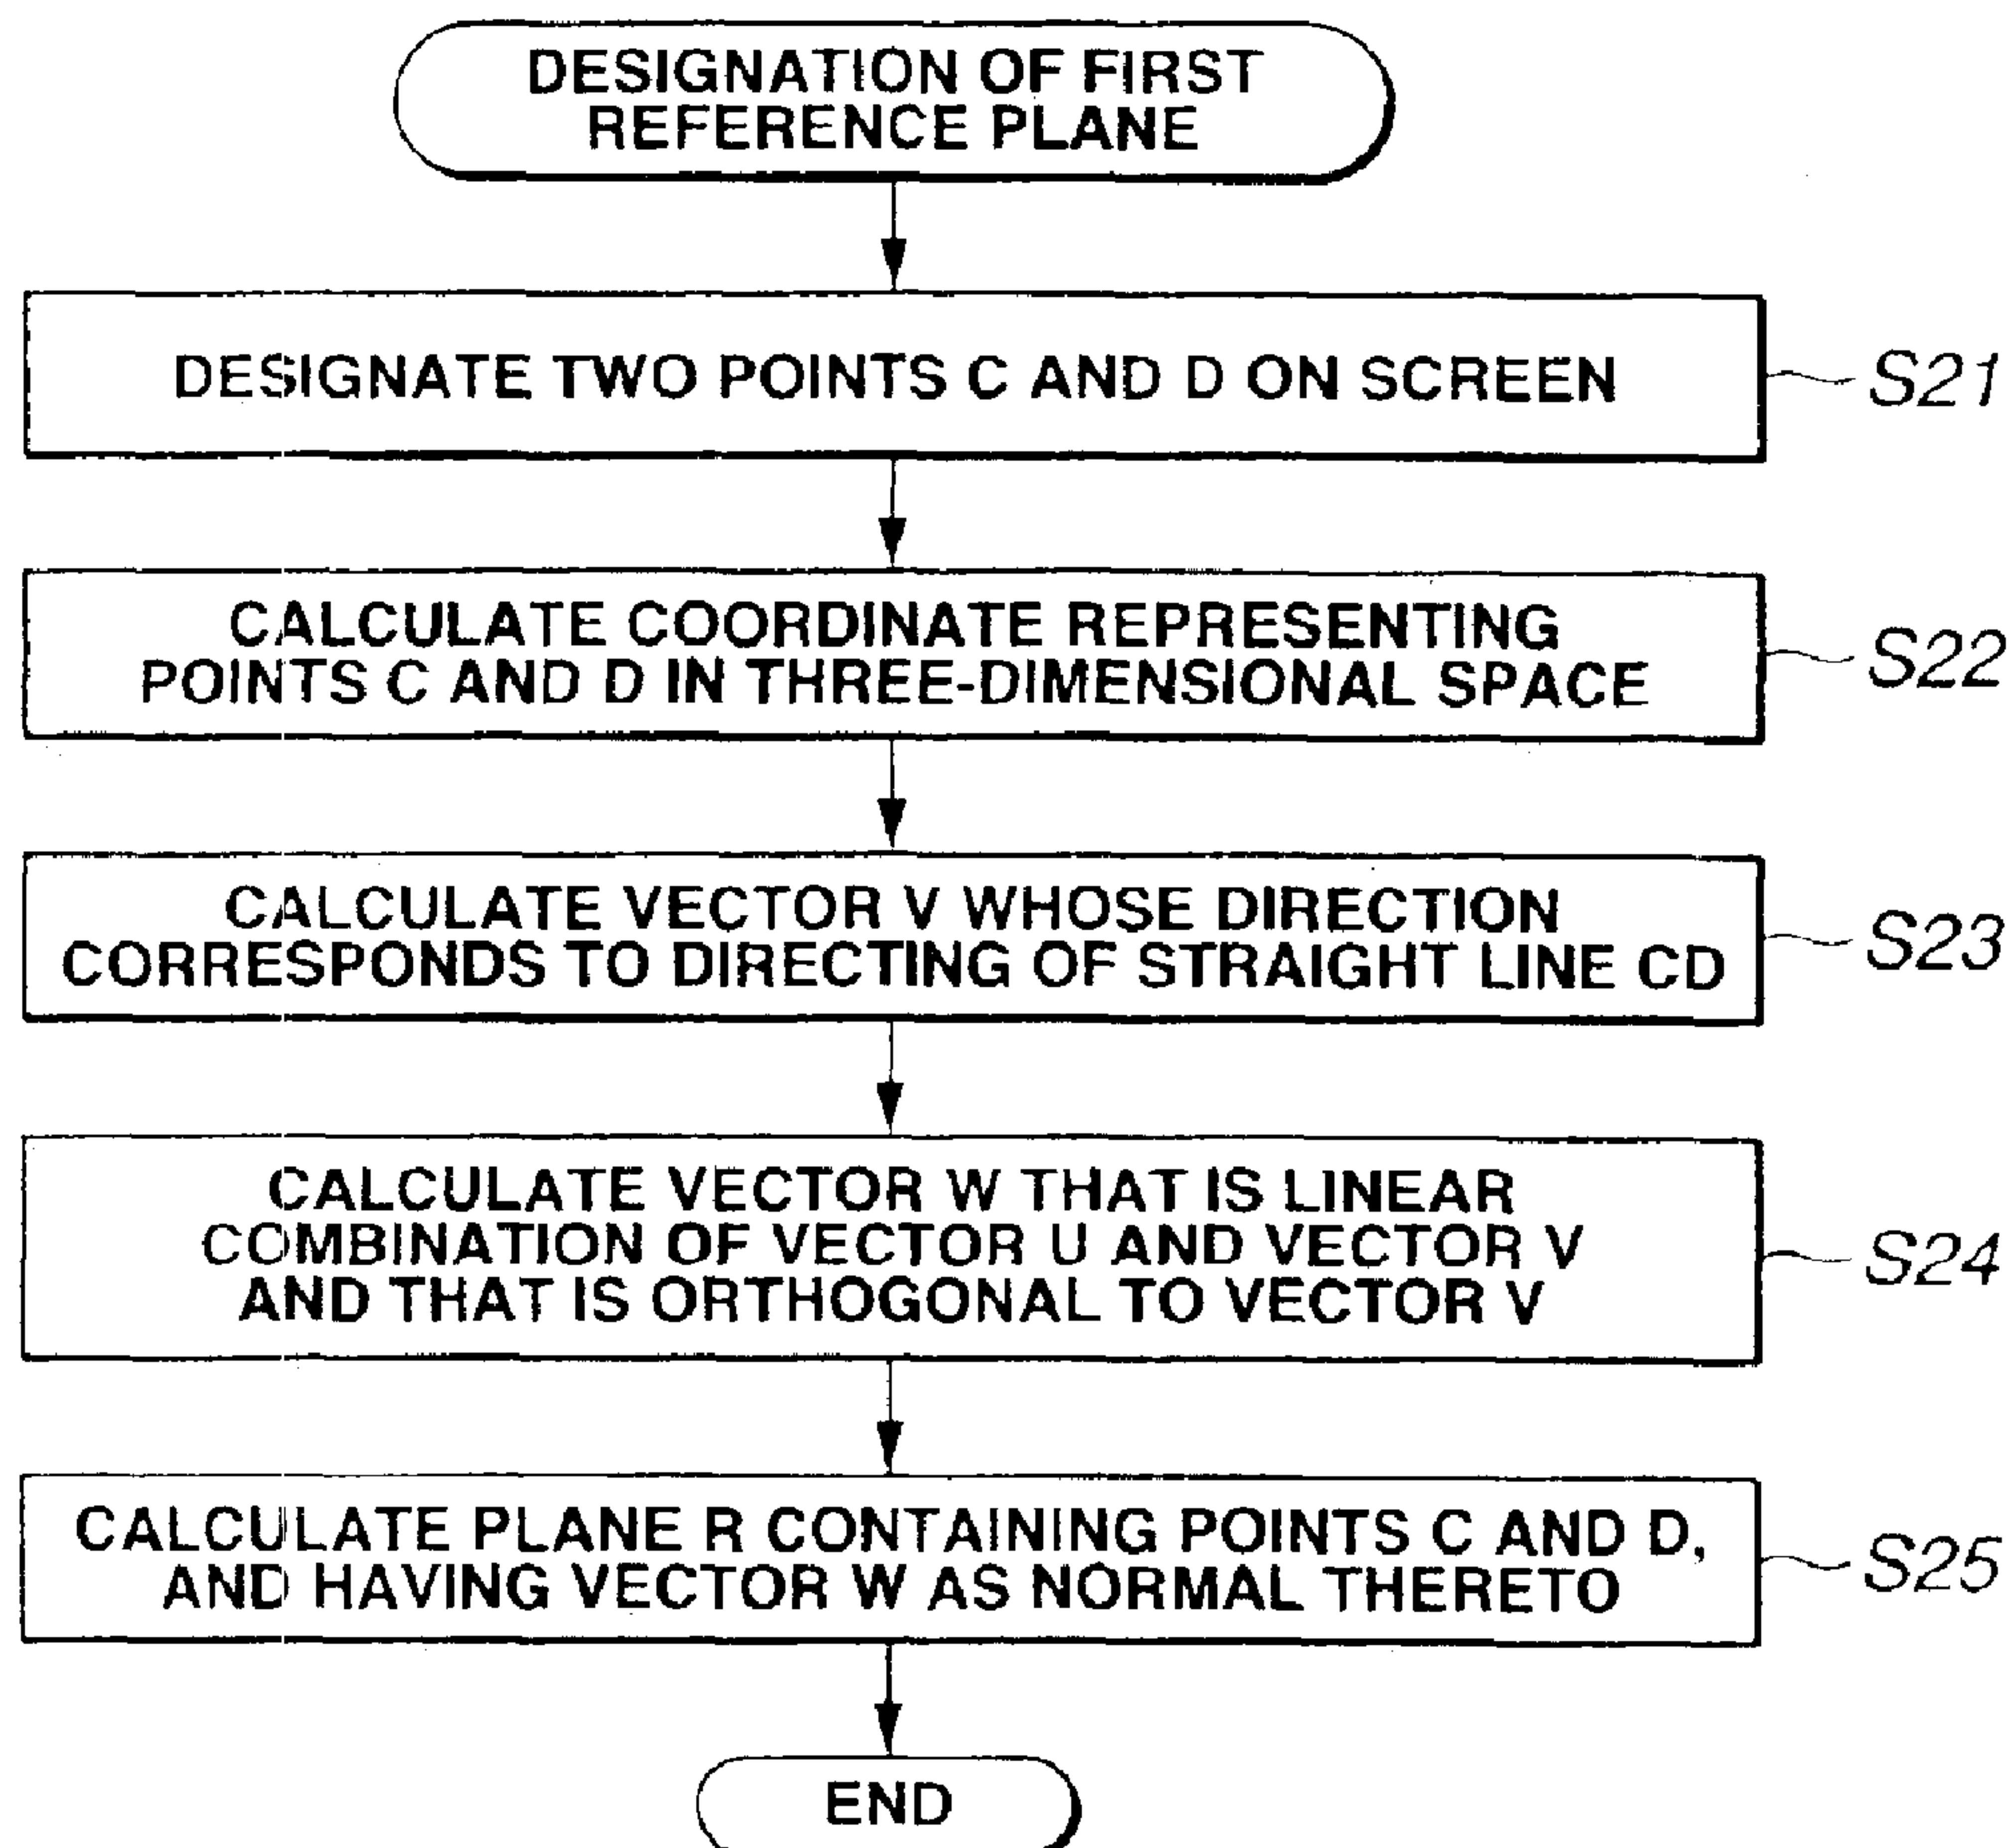 DESIGNATION OF FIRST
REFERENCE PLANE
DESIGNATE TWO POINTS C AND D ON SCREEN
S21
CALCULATE COORDINATE REPRESENTING
POINTS C AND D IN THREE-DIMENSIONAL SPACE
S22
CALCULATE VECTOR V WHOSE DIRECTION
CORRESPONDS TO DIRECTING OF STRAIGHT LINE CD
S23
CALCULATE VECTOR W THAT IS LINEAR
COMBINATION OF VECTOR U AND VECTOR V
AND THAT IS ORTHOGONAL TO VECTOR V
S24
CALCULATE PLANE R CONTAINING POINTS C AND D,
AND HAVING VECTOR W AS NORMAL THERETO
S25
END